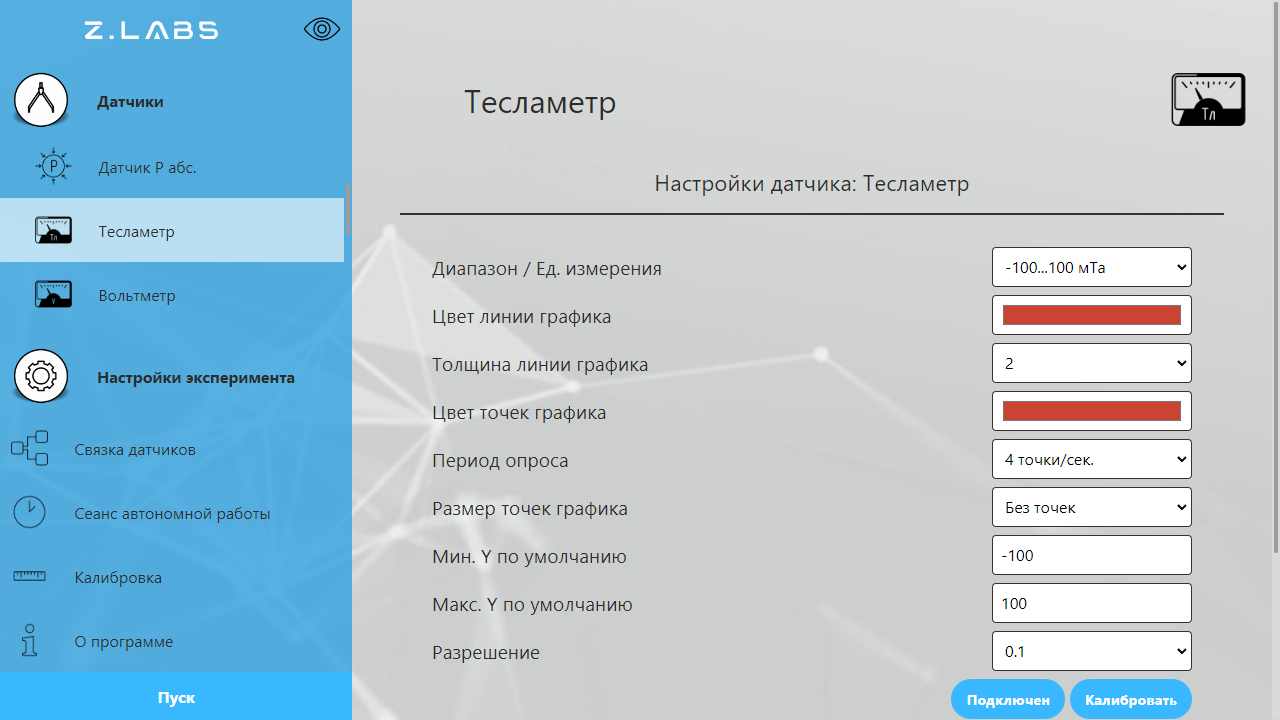 Z.LABS
Датчики
P
Датчик P абс.
Тл
Тесламетр
V
Вольтметр
Настройки эксперимента
Связка датчиков
Сеанс автономной работы
Калибровка
О программе
Пуск
Тесламетр
Тл
Настройки датчика: Тесламетр
Диапазон / Ед. измерения
-100...100 мТа
Цвет линии графика
Толщина линии графика
2
Цвет точек графика
Период опроса
4 точки/сек.
Размер точек графика
Без точек
Мин. Y по умолчанию
-100
Макс. Y по умолчанию
100
Разрешение
0.1
Подключен
Калибровать